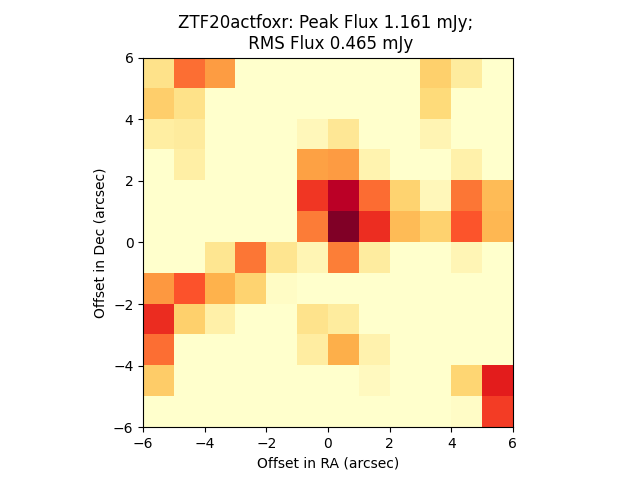 ZTF20actfoxr: Peak Flux 1.161 mJy;
RMS Flux 0.465 mJy
6
4
2
0
−2
−4
−6
Offset in Dec (arcsec)
−6 −4 −2 0 2 4 6
Offset in RA (arcsec)